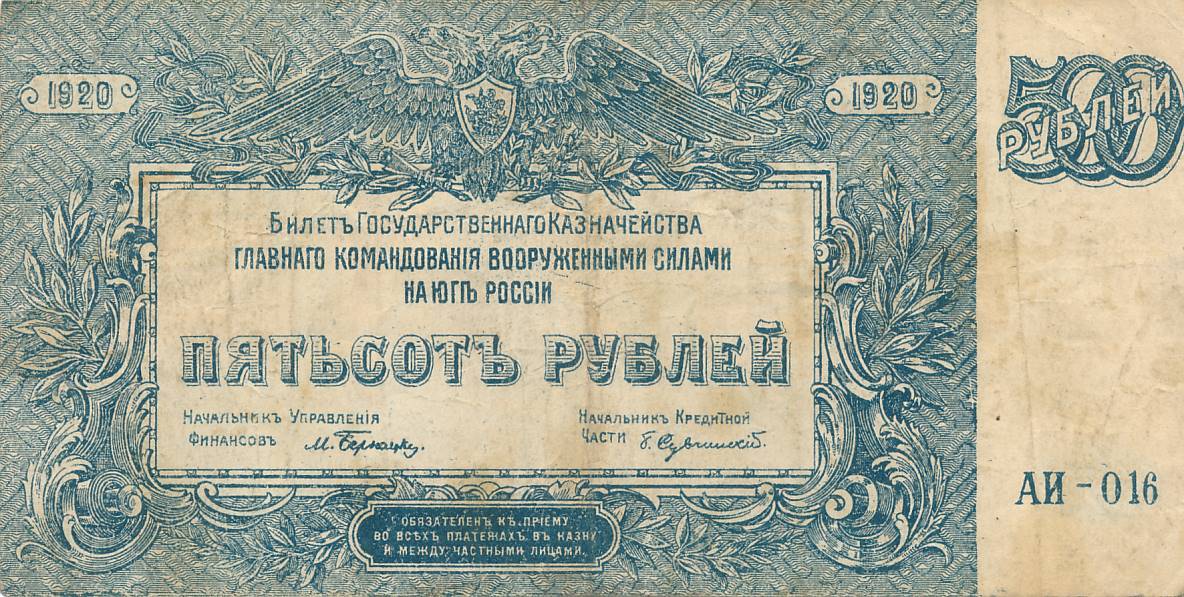 1920
1920
500
РУБЛЕЙ
Билетъ Государственнаго Казначейства
ГЛАВНАГО КОМАНДОВАНІЯ ВООРУЖЕННЫМИ СИЛАМИ
НА ЮГѢ РОССІИ
ПЯТЬСОТЪ РУБЛЕЙ
Начальникъ Управленія
Финансовъ
Начальникъ Кредитной
Части
М. Бернацкій.
АИ - 016
ОБЯЗАТЕЛЕНЪ КЪ ПРІЕМУ
ВО ВСѢХЪ ПЛАТЕЖАХЪ ВЪ КАЗНУ
И МЕЖДУ ЧАСТНЫМИ ЛИЦАМИ.